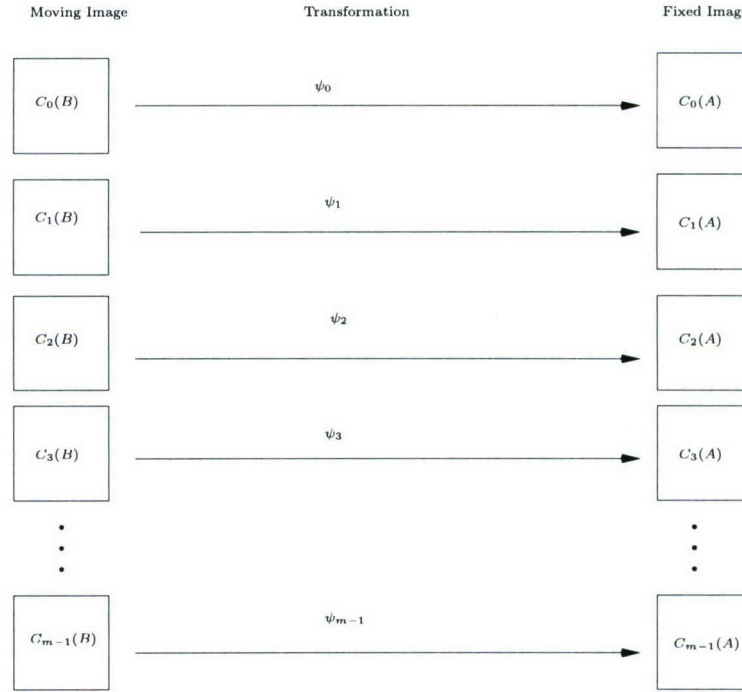 Moving Image Transformation Fixed Imag
ψ₀
C₀(B) C₀(A)
ψ₁
C₁(B) C₁(A)
ψ₂
C₂(B) C₂(A)
ψ₃
C₃(B) C₃(A)
ψₘ₋₁
Cₘ₋₁(B) Cₘ₋₁(A)